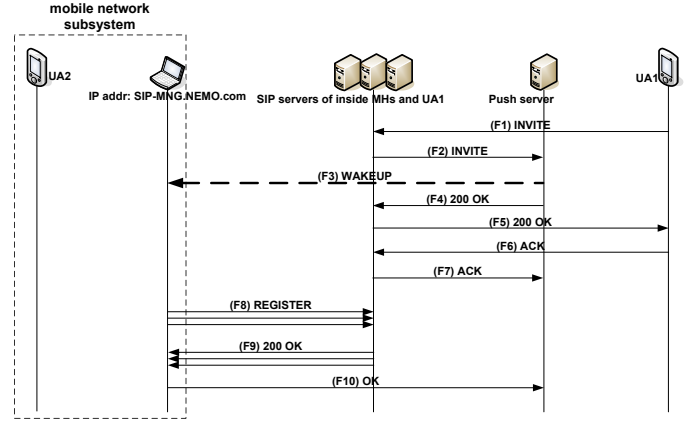 mobile network
subsystem
UA2
IP addr: SIP-MNG.NEMO.com
SIP servers of inside MHs and UA1
Push server
UA1
(F1) INVITE
(F2) INVITE
(F3) WAKEUP
(F4) 200 OK
(F5) 200 OK
(F6) ACK
(F7) ACK
(F8) REGISTER
(F9) 200 OK
(F10) OK